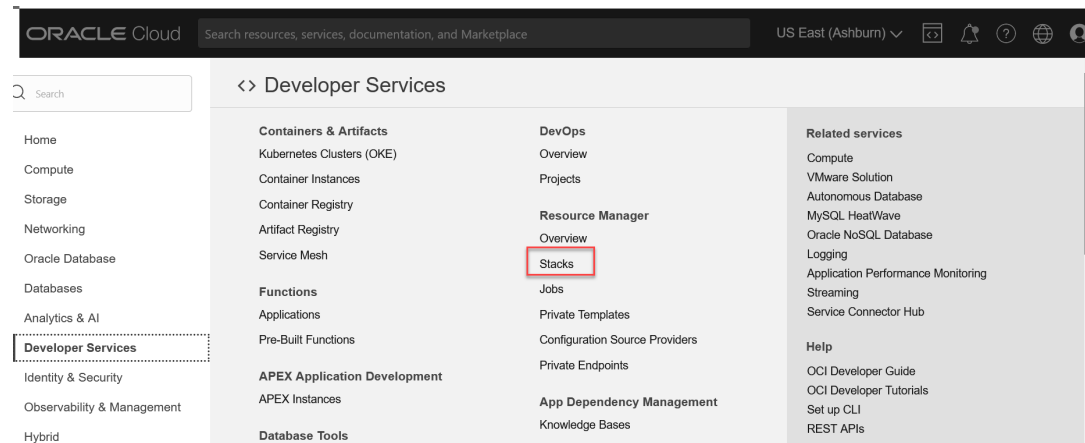 ORACLE Cloud
Search resources, services, documentation, and Marketplace
US East (Ashburn)
Search
Home
Compute
Storage
Networking
Oracle Database
Databases
Analytics & AI
Developer Services
Identity & Security
Observability & Management
Hybrid
Developer Services
Containers & Artifacts
Kubernetes Clusters (OKE)
Container Instances
Container Registry
Artifact Registry
Service Mesh
Functions
Applications
Pre-Built Functions
APEX Application Development
APEX Instances
Database Tools
DevOps
Overview
Projects
Resource Manager
Overview
Stacks
Jobs
Private Templates
Configuration Source Providers
Private Endpoints
App Dependency Management
Knowledge Bases
Related services
Compute
VMware Solution
Autonomous Database
MySQL HeatWave
Oracle NoSQL Database
Logging
Application Performance Monitoring
Streaming
Service Connector Hub
Help
OCI Developer Guide
OCI Developer Tutorials
Set up CLI
REST APIs